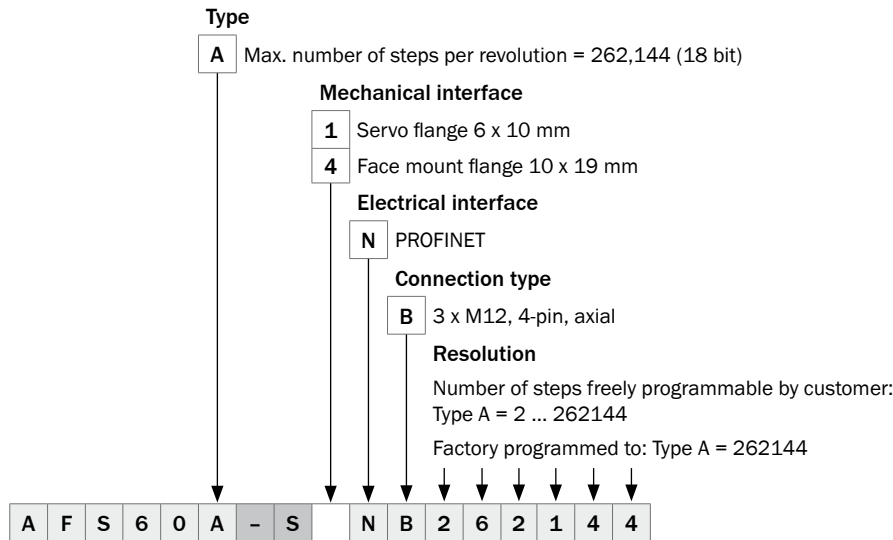 Type
A Max. number of steps per revolution = 262,144 (18 bit)
Mechanical interface
1 Servo flange 6 x 10 mm
4 Face mount flange 10 x 19 mm
Electrical interface
N PROFINET
Connection type
B 3 x M12, 4-pin, axial
Resolution
Number of steps freely programmable by customer:
Type A = 2 ... 262144
Factory programmed to: Type A = 262144
A F S 6 0 A – S N B 2 6 2 1 4 4